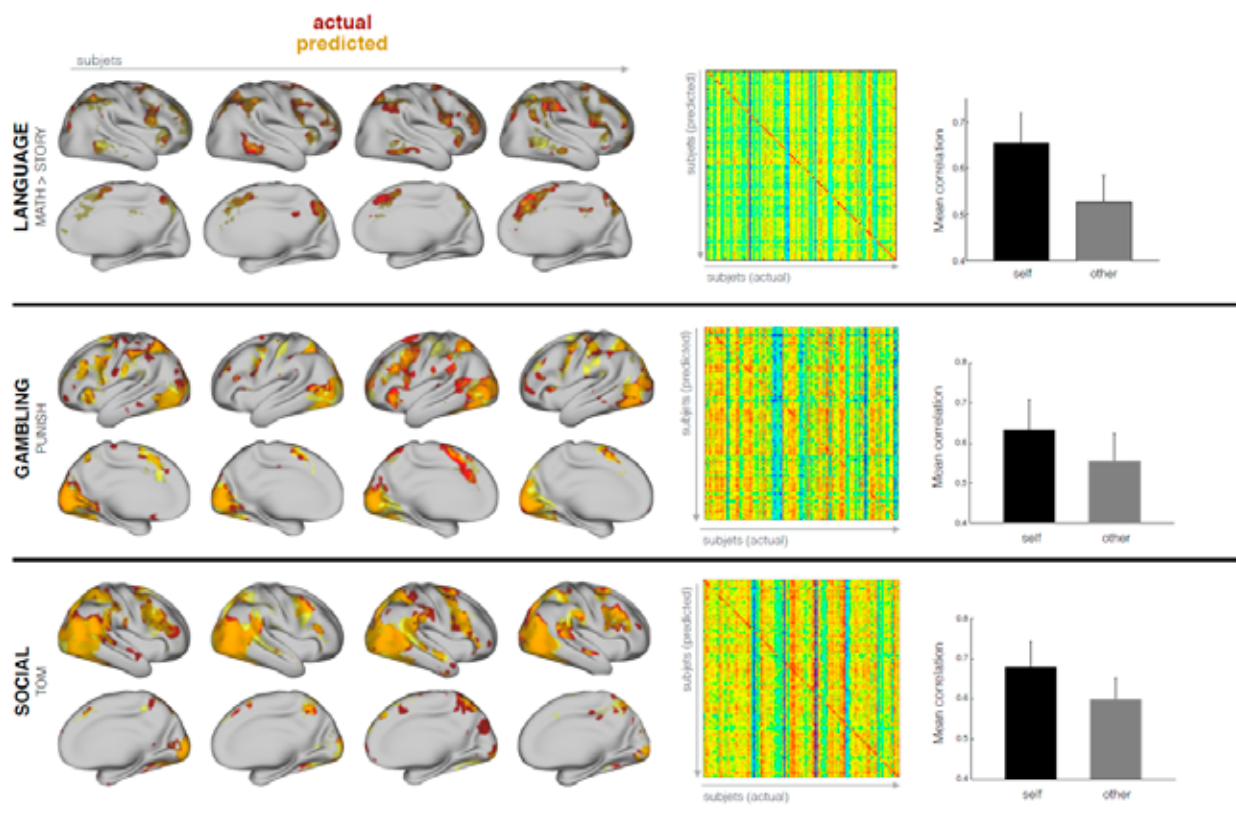 actual
predicted
subjets
LANGUAGE
MATH > STORY
subjets (predicted)
subjets (actual)
Mean correlation
0.7
0.6
0.5
0.4
self
other
GAMBLING
PUNISH
subjets (predicted)
subjets (actual)
Mean correlation
0.8
0.7
0.6
0.5
0.4
self
other
SOCIAL
TOM
subjets (predicted)
subjets (actual)
Mean correlation
0.8
0.7
0.6
0.5
0.4
self
other